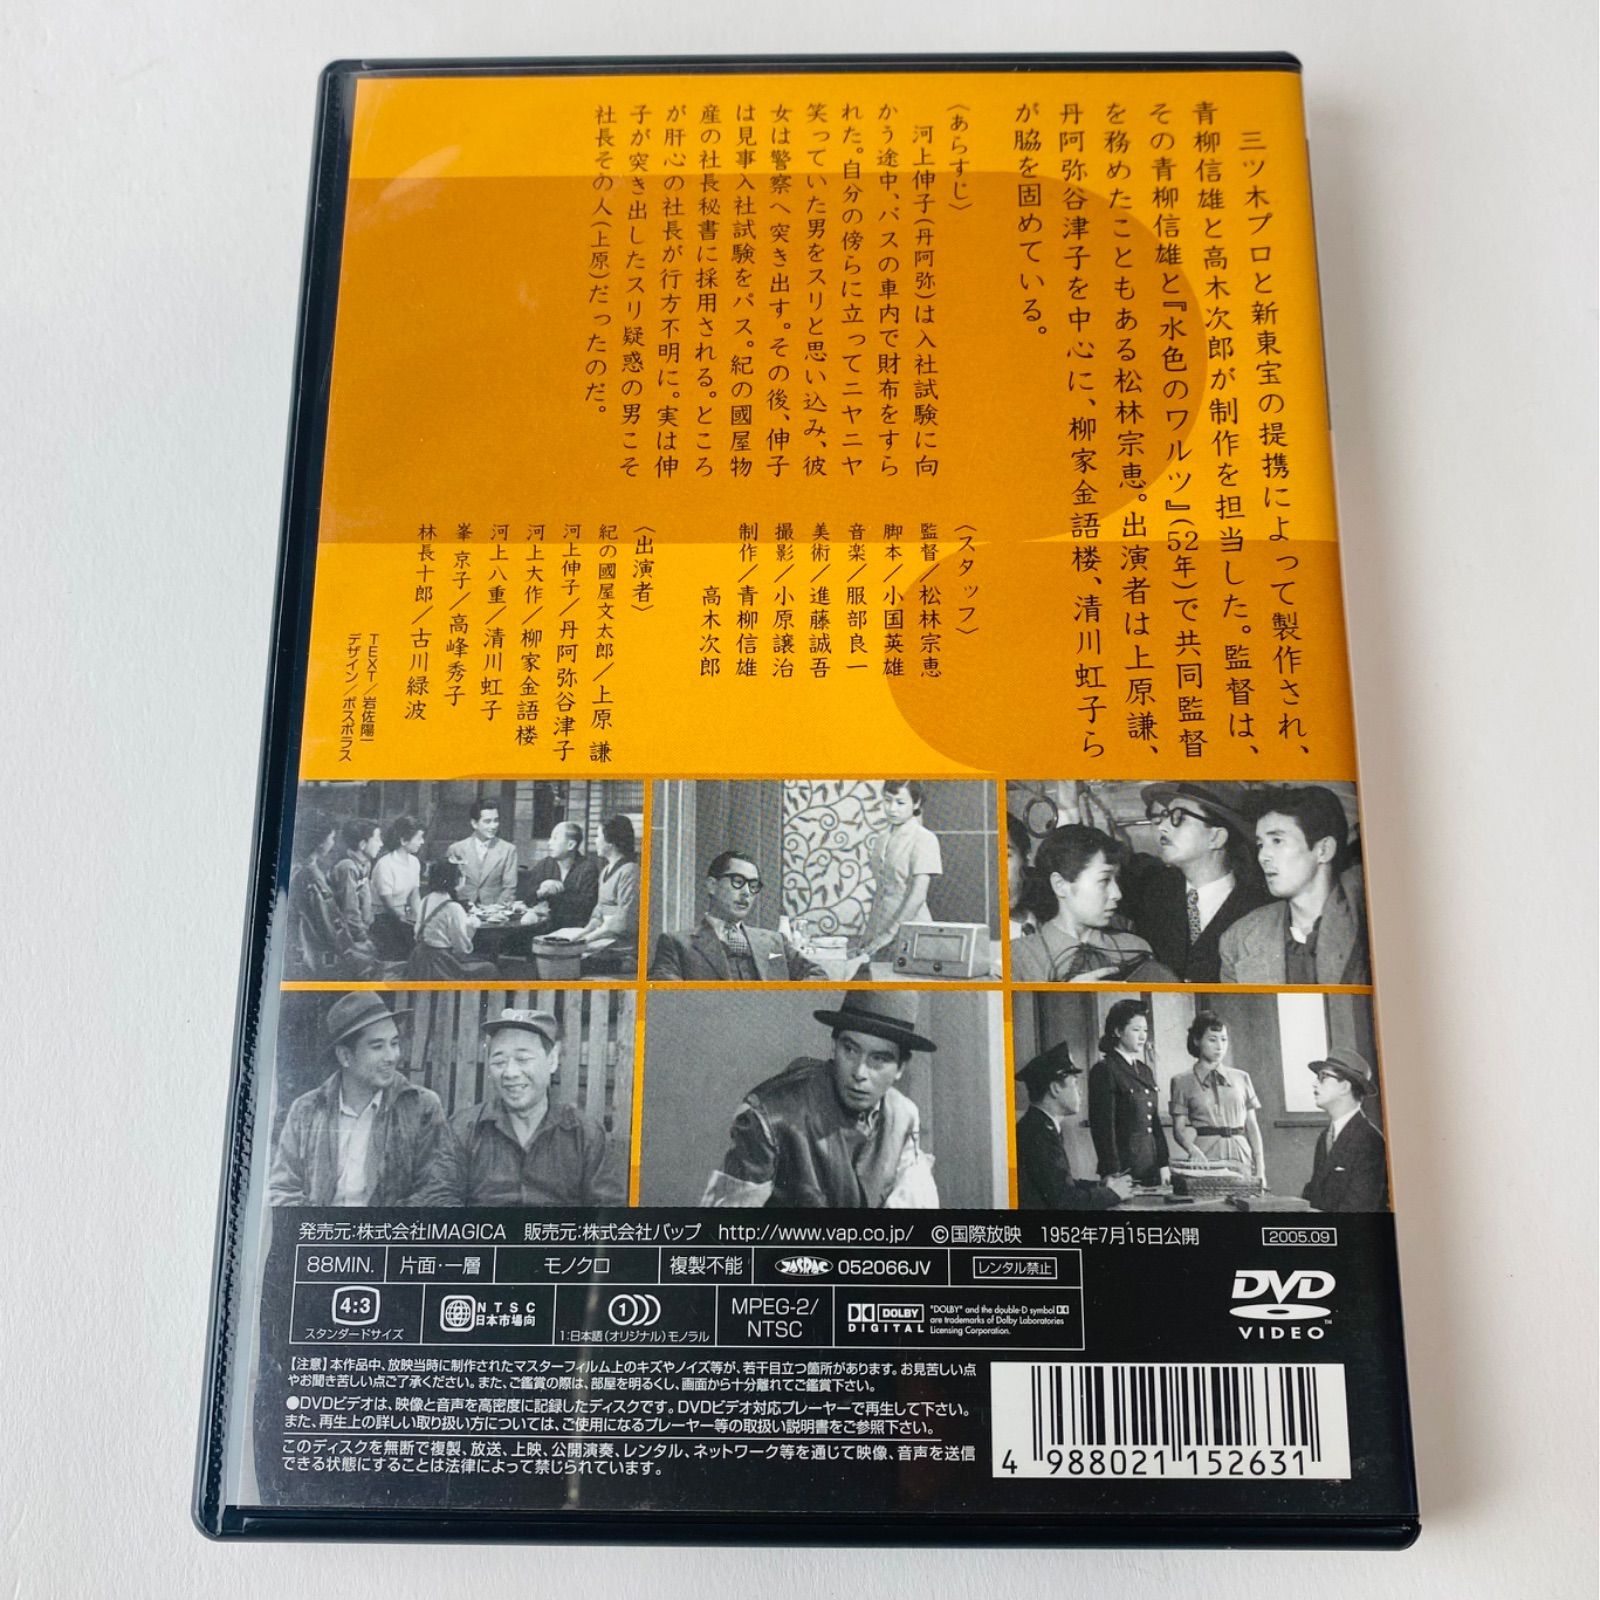 三ツ木プロと新東宝の提携によって製作され、
青柳信雄と高木次郎が制作を担当した。監督は、
その青柳信雄と『水色のワルツ』(52年)で共同監督
を務めたこともある松林宗恵。出演者は上原謙、
丹阿弥谷津子を中心に、柳家金語楼、清川虹子ら
が脇を固めている。
〈あらすじ〉
河上伸子(丹阿弥)は入社試験に向
かう途中、バスの車内で財布をすら
れた。自分の傍らに立ってニヤニヤ
笑っていた男をスリと思い込み、彼
女は警察へ突き出す。その後、伸子
は見事入社試験をパス。紀の國屋物
産の社長秘書に採用される。ところ
が肝心の社長が行方不明に。実は伸
子が突き出したスリ疑惑の男こそ
社長その人(上原)だったのだ。
〈スタッフ〉
監督/松林宗恵
脚本/小国英雄
音楽/服部良一
美術/進藤誠吾
撮影/小原譲治
制作/青柳信雄
高木次郎
〈出演者〉
紀の國屋文太郎/上原 謙
河上伸子/丹阿弥谷津子
河上大作/柳家金語楼
河上八重/清川虹子
峯 京子/高峰秀子
林長十郎/古川緑波
TEXT/岩佐陽一
デザイン/ボスポラス
発売元:株式会社IMAGICA 販売元:株式会社バップ http://www.vap.co.jp/ ©国際放映 1952年7月15日公開 2005.09
88MIN. 片面・一層 モノクロ 複製不能 JASRAC 052066JV レンタル禁止
4:3 スタンダードサイズ
2 NTSC 日本市場向
1 1:日本語(オリジナル)モノラル
MPEG-2/
NTSC
DOLBY DIGITAL
"DOLBY" and the double-D symbol
are trademarks of Dolby Laboratories
Licensing Corporation.
DVD VIDEO
【注意】本作品中、放映当時に制作されたマスターフィルム上のキズやノイズ等が、若干目立つ箇所があります。お見苦しい点
やお聞き苦しい点ご了承ください。また、ご鑑賞の際は、部屋を明るくし、画面から十分離れてご鑑賞下さい。
●DVDビデオは、映像と音声を高密度に記録したディスクです。DVDビデオ対応プレーヤーで再生して下さい。
また、再生上の詳しい取り扱い方については、ご使用になるプレーヤー等の取扱い説明書をご参照下さい。
このディスクを無断で複製、放送、上映、公開演奏、レンタル、ネットワーク等を通じて映像、音声を送信
できる状態にすることは法律によって禁じられています。
4 988021 152631